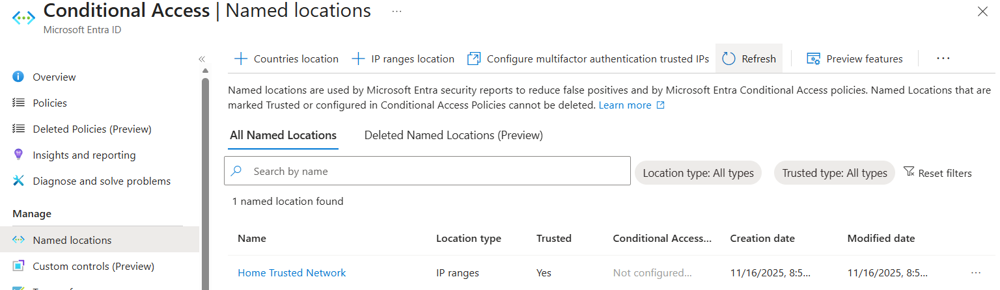 Conditional Access | Named locations ...
Microsoft Entra ID
«
Overview
Policies
Deleted Policies (Preview)
Insights and reporting
Diagnose and solve problems
Manage
Named locations
Custom controls (Preview)
+ Countries location + IP ranges location Configure multifactor authentication trusted IPs Refresh Preview features ...
Named locations are used by Microsoft Entra security reports to reduce false positives and by Microsoft Entra Conditional Access policies. Named Locations that are
marked Trusted or configured in Conditional Access Policies cannot be deleted. Learn more
All Named Locations Deleted Named Locations (Preview)
Search by name Location type: All types Trusted type: All types Reset filters
1 named location found
Name Location type Trusted Conditional Access... Creation date Modified date
Home Trusted Network IP ranges Yes Not configured... 11/16/2025, 8:5... 11/16/2025, 8:5... ...